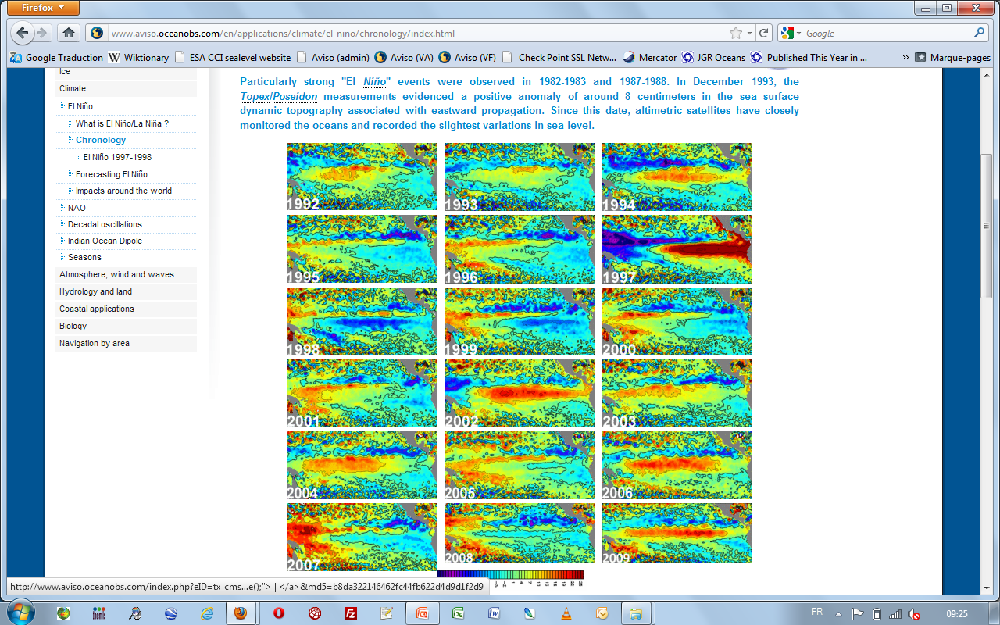 Firefox
www.aviso.oceanobs.com/en/applications/climate/el-nino/chronology/index.html
Google
Google Traduction
Wiktionary
ESA CCI sealevel website
Aviso (admin)
Aviso (VA)
Aviso (VF)
Check Point SSL Netw...
Mercator
JGR Oceans
Published This Year in ...
»
Marque-pages
Ice
Climate
El Niño
What is El Niño/La Niña ?
Chronology
El Niño 1997-1998
Forecasting El Niño
Impacts around the world
NAO
Decadal oscillations
Indian Ocean Dipole
Seasons
Atmosphere, wind and waves
Hydrology and land
Coastal applications
Biology
Navigation by area
Particularly strong "El Niño" events were observed in 1982-1983 and 1987-1988. In December 1993, the
Topex/Poseidon measurements evidenced a positive anomaly of around 8 centimeters in the sea surface
dynamic topography associated with eastward propagation. Since this date, altimetric satellites have closely
monitored the oceans and recorded the slightest variations in sea level.
1992
1993
1994
1995
1996
1997
1998
1999
2000
2001
2002
2003
2004
2005
2006
2007
2008
2009
http://www.aviso.oceanobs.com/index.php?eID=tx_cms...e();"> | </a>&md5=b8da322146462fc44fb622d4d9d1f2d9
FR
09:25